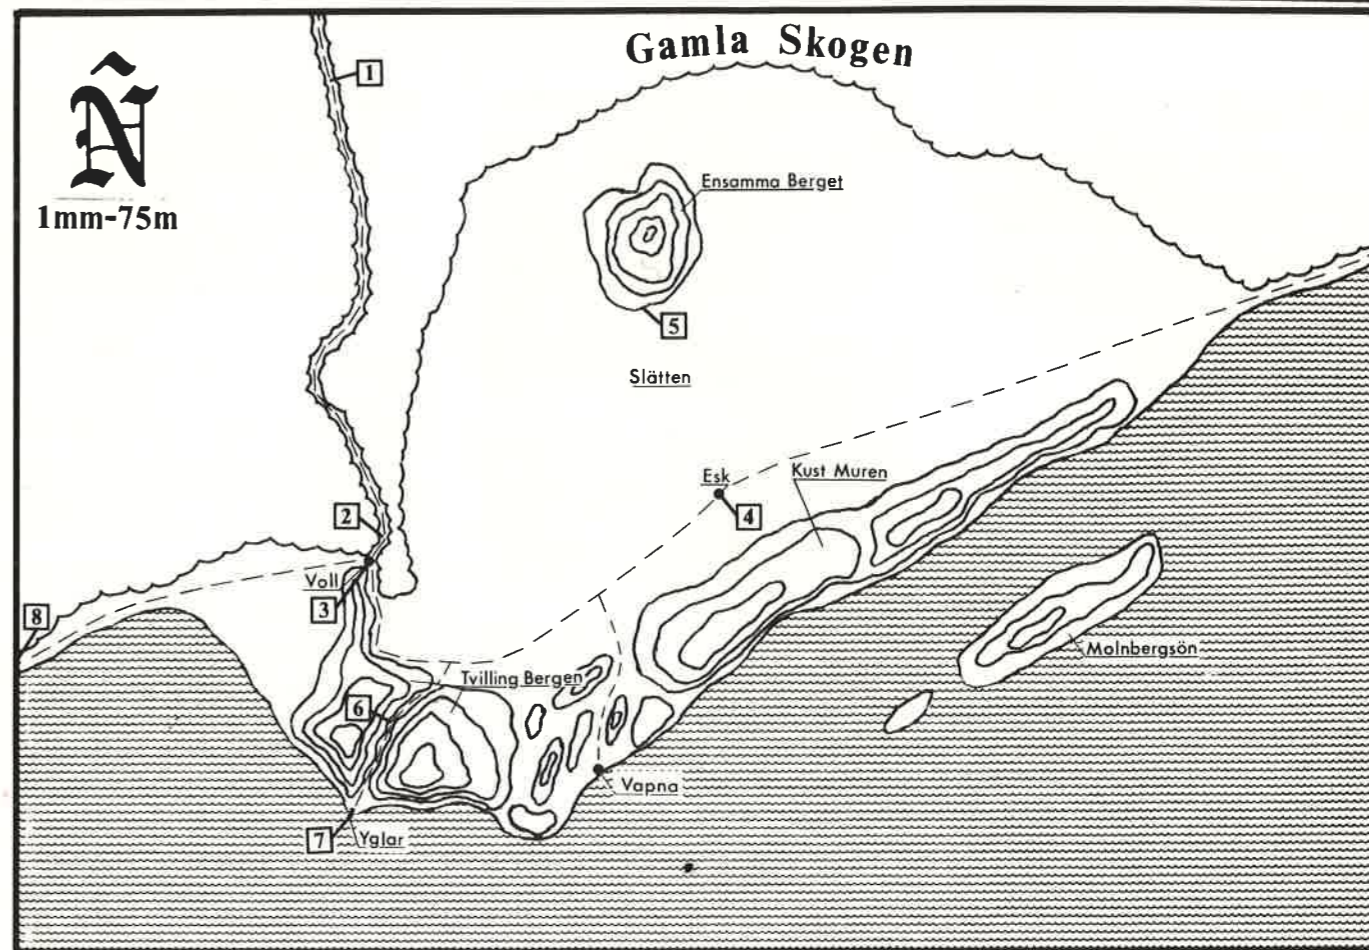 Gamla Skogen
N
1mm-75m
1
Ensamma Berget
5
Slätten
Esk
Kust Muren
4
2
Voll
3
8
Molnbergsön
Tvilling Bergen
6
Vapna
7
Yglar